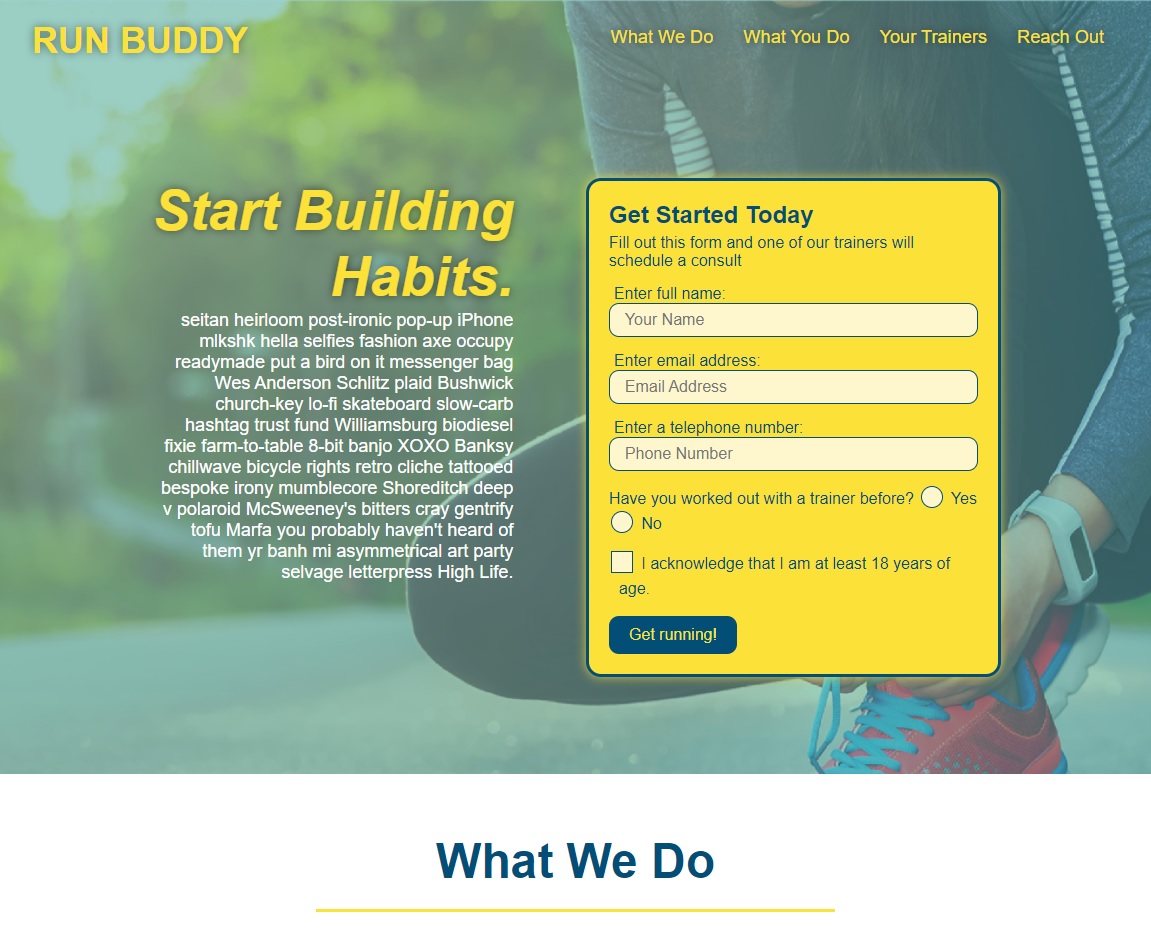 RUN BUDDY
What We Do
What You Do
Your Trainers
Reach Out
Start Building
Habits.
seitan heirloom post-ironic pop-up iPhone
mlkshk hella selfies fashion axe occupy
readymade put a bird on it messenger bag
Wes Anderson Schlitz plaid Bushwick
church-key lo-fi skateboard slow-carb
hashtag trust fund Williamsburg biodiesel
fixie farm-to-table 8-bit banjo XOXO Banksy
chillwave bicycle rights retro cliche tattooed
bespoke irony mumblecore Shoreditch deep
v polaroid McSweeney's bitters cray gentrify
tofu Marfa you probably haven't heard of
them yr banh mi asymmetrical art party
selvage letterpress High Life.
Get Started Today
Fill out this form and one of our trainers will
schedule a consult
Enter full name:
Your Name
Enter email address:
Email Address
Enter a telephone number:
Phone Number
Have you worked out with a trainer before? Yes
No
I acknowledge that I am at least 18 years of
age.
Get running!
What We Do